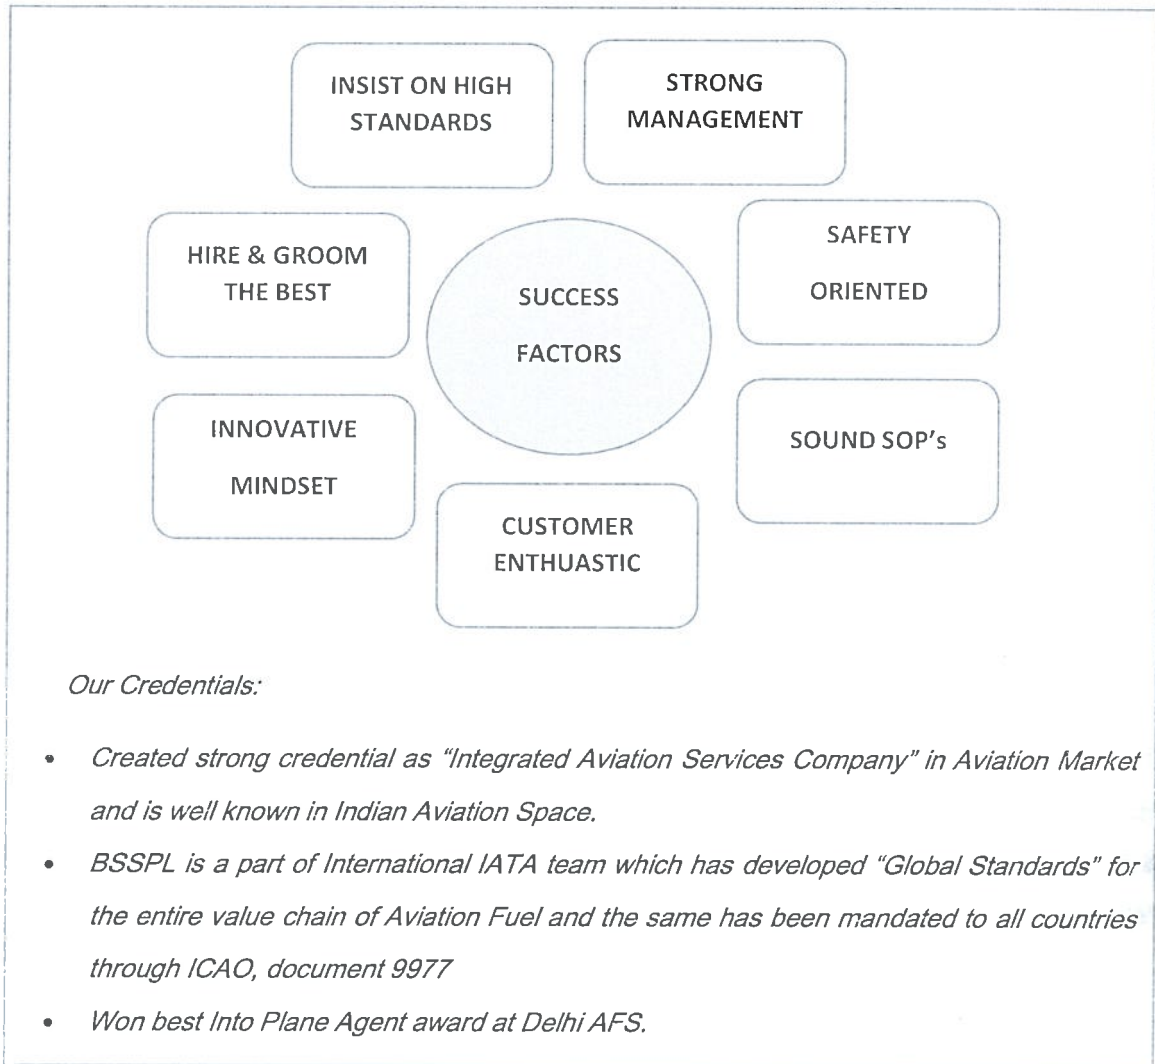 INSIST ON HIGH
STANDARDS
STRONG
MANAGEMENT
HIRE & GROOM
THE BEST
SAFETY
ORIENTED
SUCCESS
FACTORS
INNOVATIVE
MINDSET
SOUND SOP's
CUSTOMER
ENTHUASTIC
Our Credentials:
• Created strong credential as “Integrated Aviation Services Company” in Aviation Market
and is well known in Indian Aviation Space.
• BSSPL is a part of International IATA team which has developed “Global Standards” for
the entire value chain of Aviation Fuel and the same has been mandated to all countries
through ICAO, document 9977
• Won best Into Plane Agent award at Delhi AFS.